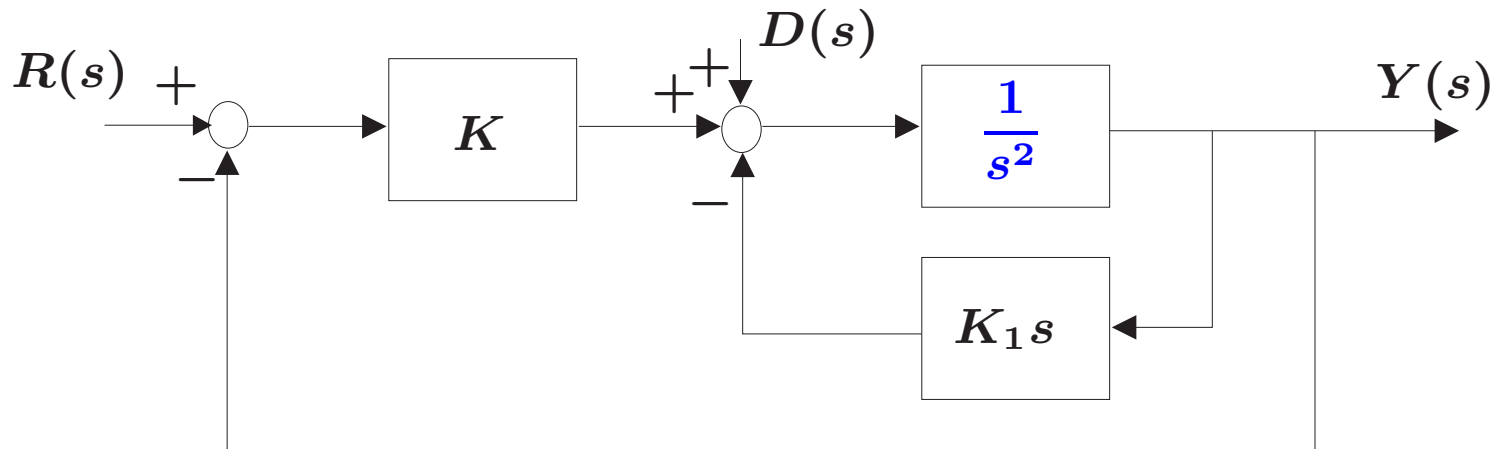 D(s)
R(s) + + + Y(s)
K
1
s²
−
−
K₁s